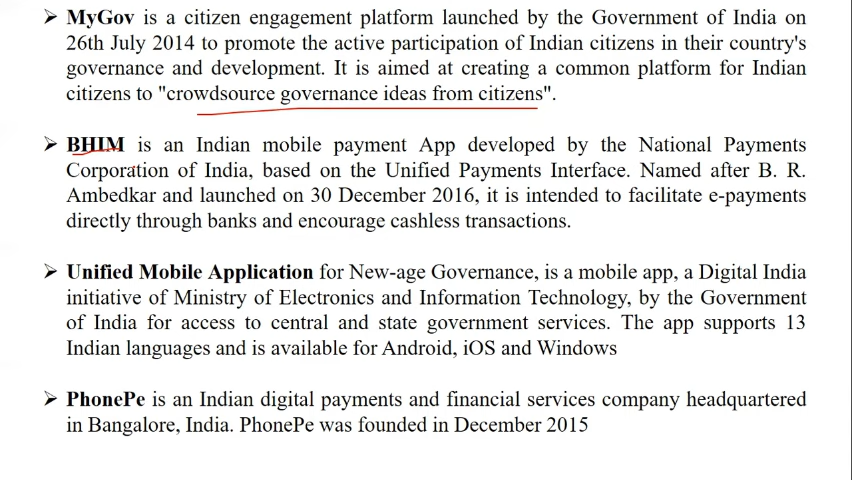 ➤ MyGov is a citizen engagement platform launched by the Government of India on
26th July 2014 to promote the active participation of Indian citizens in their country's
governance and development. It is aimed at creating a common platform for Indian
citizens to "crowdsource governance ideas from citizens".
➤ BHIM is an Indian mobile payment App developed by the National Payments
Corporation of India, based on the Unified Payments Interface. Named after B. R.
Ambedkar and launched on 30 December 2016, it is intended to facilitate e-payments
directly through banks and encourage cashless transactions.
➤ Unified Mobile Application for New-age Governance, is a mobile app, a Digital India
initiative of Ministry of Electronics and Information Technology, by the Government
of India for access to central and state government services. The app supports 13
Indian languages and is available for Android, iOS and Windows
➤ PhonePe is an Indian digital payments and financial services company headquartered
in Bangalore, India. PhonePe was founded in December 2015